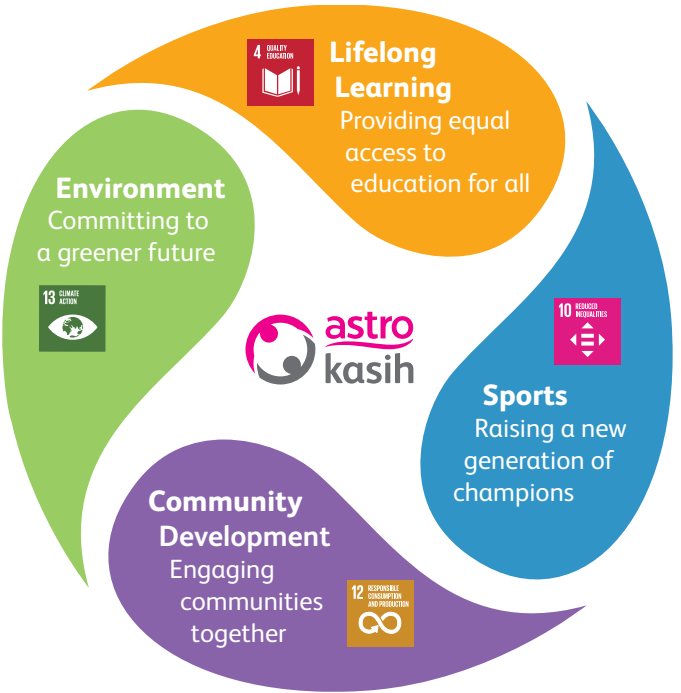 4 QUALITY
EDUCATION
Lifelong
Learning
Providing equal
access to
education for all
Environment
Committing to
a greener future
13 CLIMATE
ACTION
astro
kasih
10 REDUCED
INEQUALITIES
Sports
Raising a new
generation of
champions
Community
Development
Engaging
communities
together
12 RESPONSIBLE
CONSUMPTION
AND PRODUCTION